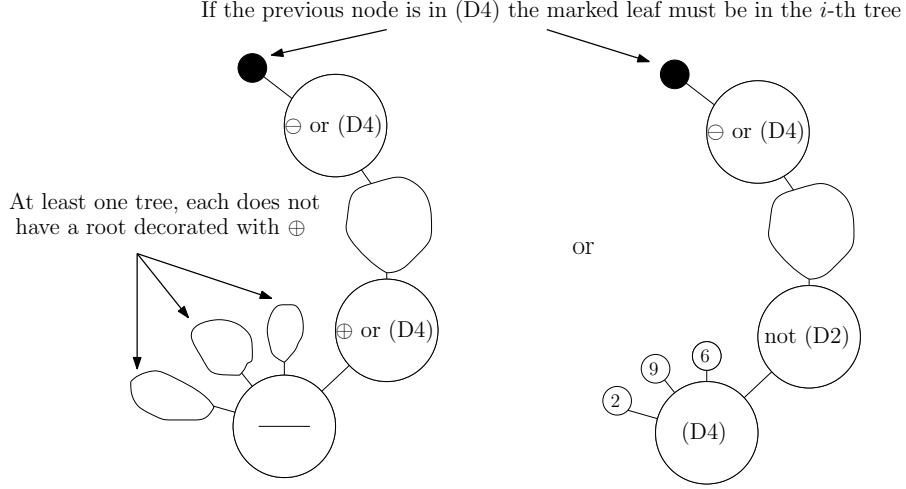 If the previous node is in (D4) the marked leaf must be in the i-th tree
⊖ or (D4)
⊖ or (D4)
At least one tree, each does not
have a root decorated with ⊕
or
⊕ or (D4)
not (D2)
6
9
2
(D4)